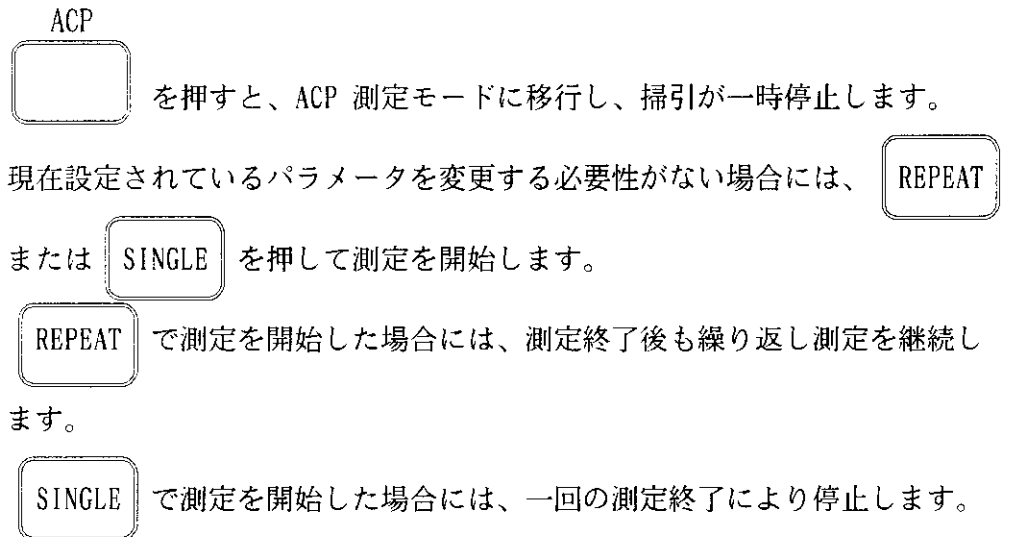 ACP
を押すと、ACP 測定モードに移行し、掃引が一時停止します。
現在設定されているパラメータを変更する必要性がない場合には、 REPEAT
または SINGLE を押して測定を開始します。
REPEAT で測定を開始した場合には、測定終了後も繰り返し測定を継続し
ます。
SINGLE で測定を開始した場合には、一回の測定終了により停止します。